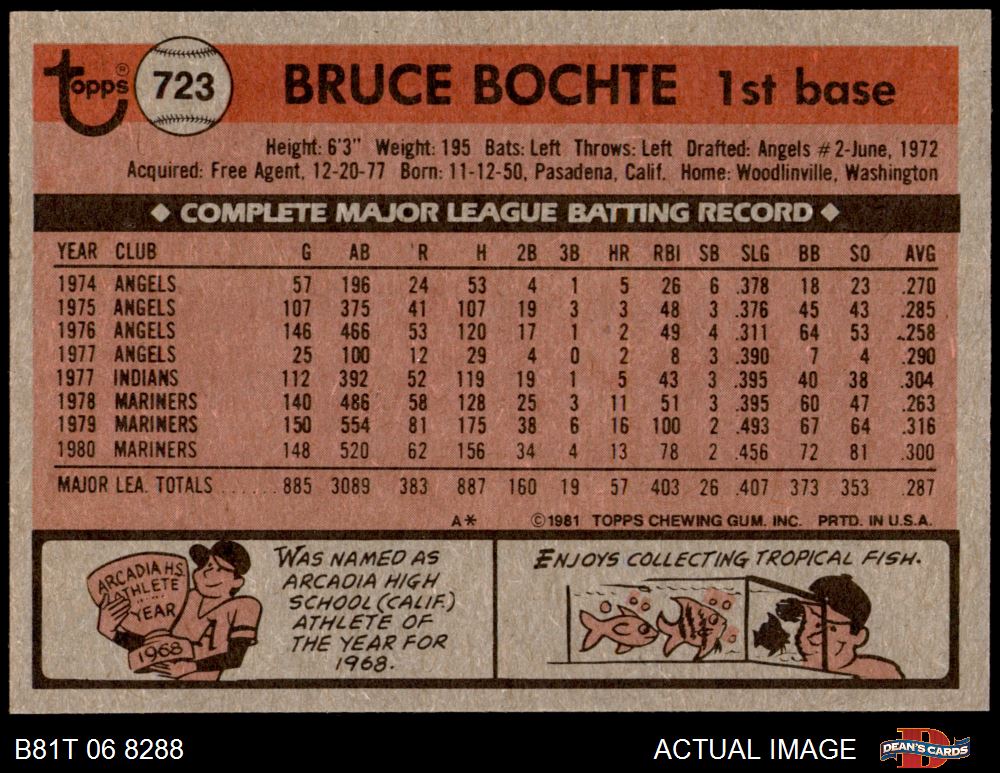 Topps®
723
BRUCE BOCHTE 1st base
Height: 6'3" Weight: 195 Bats: Left Throws: Left Drafted: Angels #2-June, 1972
Acquired: Free Agent, 12-20-77 Born: 11-12-50, Pasadena, Calif. Home: Woodlinville, Washington
◆ COMPLETE MAJOR LEAGUE BATTING RECORD ◆
YEAR CLUB G AB R H 2B 3B HR RBI SB SLG BB SO AVG
1974 ANGELS 57 196 24 53 4 1 5 26 6 .378 18 23 .270
1975 ANGELS 107 375 41 107 19 3 3 48 3 .376 45 43 .285
1976 ANGELS 146 466 53 120 17 1 2 49 4 .311 64 53 .258
1977 ANGELS 25 100 12 29 4 0 2 8 3 .390 7 4 .290
1977 INDIANS 112 392 52 119 19 1 5 43 3 .395 40 38 .304
1978 MARINERS 140 486 58 128 25 3 11 51 3 .395 60 47 .263
1979 MARINERS 150 554 81 175 38 6 16 100 2 .493 67 64 .316
1980 MARINERS 148 520 62 156 34 4 13 78 2 .456 72 81 .300
MAJOR LEA. TOTALS ...... 885 3089 383 887 160 19 57 403 26 .407 373 353 .287
A* ©1981 TOPPS CHEWING GUM. INC. PRTD. IN U.S.A.
ARCADIA H.S.
ATHLETE
YEAR
1968
A
WAS NAMED AS
ARCADIA HIGH
SCHOOL (CALIF.)
ATHLETE OF
THE YEAR FOR
1968.
ENJOYS COLLECTING TROPICAL FISH.
B81T 06 8288 ACTUAL IMAGE
DEAN'S CARDS